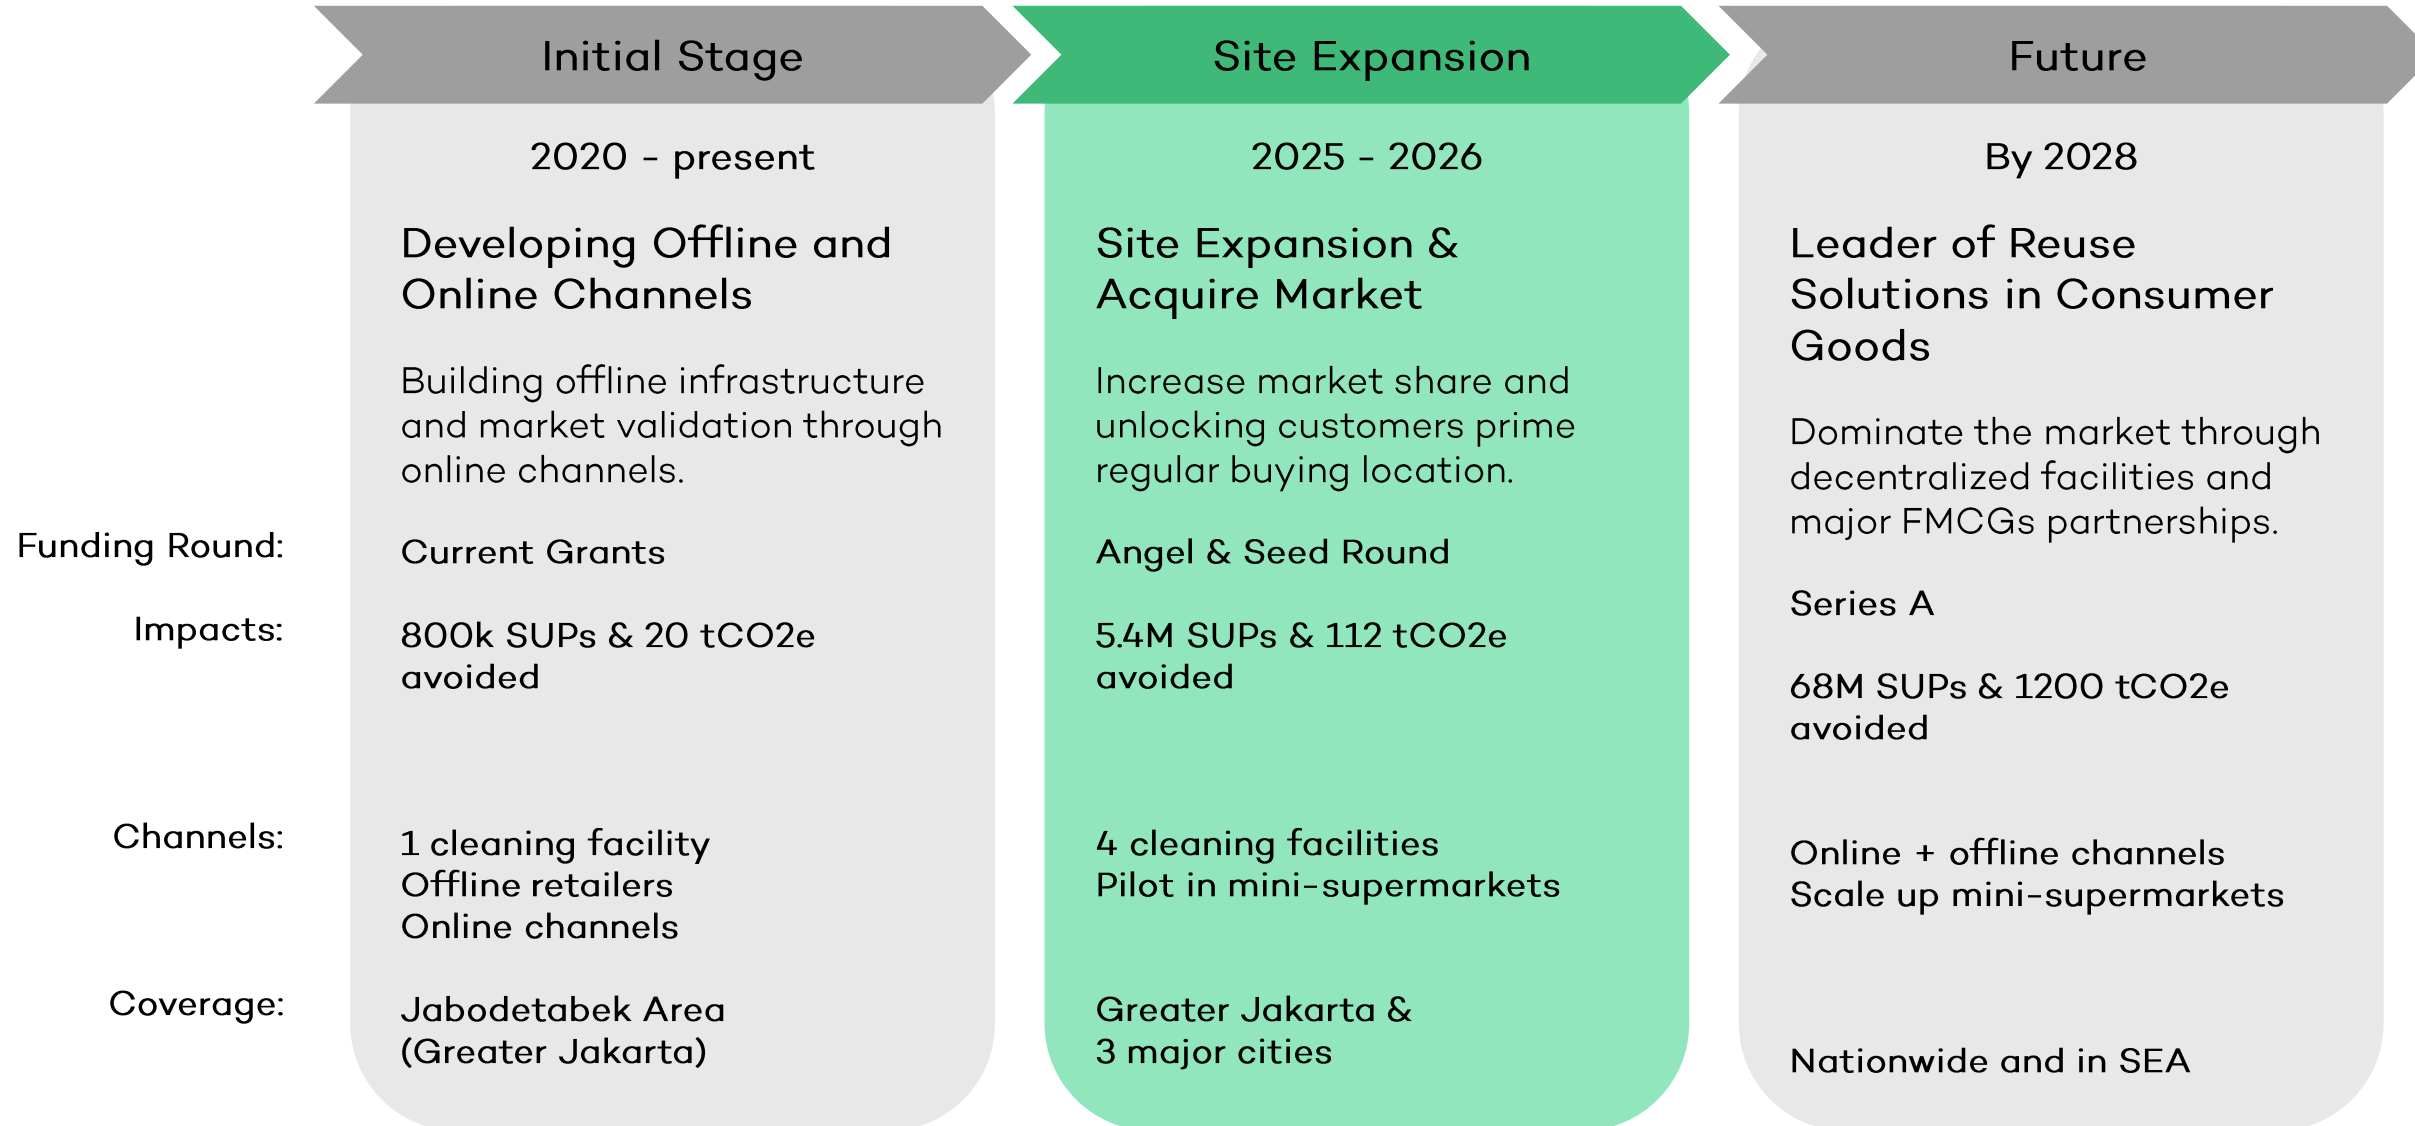 Initial Stage
2020 - present
Developing Offline and
Online Channels
Building offline infrastructure
and market validation through
online channels.
Funding Round:
Current Grants
Impacts:
800k SUPs & 20 tCO2e
avoided
Channels:
1 cleaning facility
Offline retailers
Online channels
Coverage:
Jabodetabek Area
(Greater Jakarta)
Site Expansion
2025 - 2026
Site Expansion &
Acquire Market
Increase market share and
unlocking customers prime
regular buying location.
Angel & Seed Round
5.4M SUPs & 112 tCO2e
avoided
4 cleaning facilities
Pilot in mini-supermarkets
Greater Jakarta &
3 major cities
Future
By 2028
Leader of Reuse
Solutions in Consumer
Goods
Dominate the market through
decentralized facilities and
major FMCGs partnerships.
Series A
68M SUPs & 1200 tCO2e
avoided
Online + offline channels
Scale up mini-supermarkets
Nationwide and in SEA